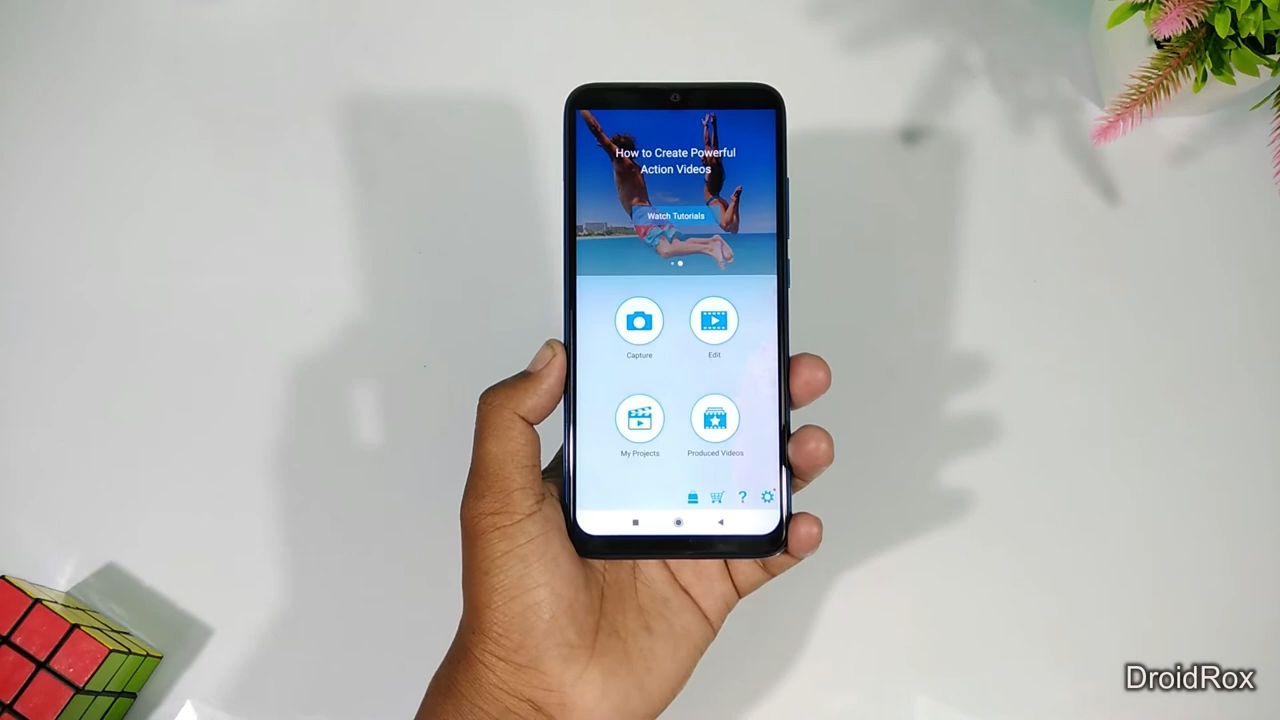 How to Create Powerful
Action Videos
Watch Tutorials
Capture
Edit
My Projects
Produced Videos
?
DroidRox